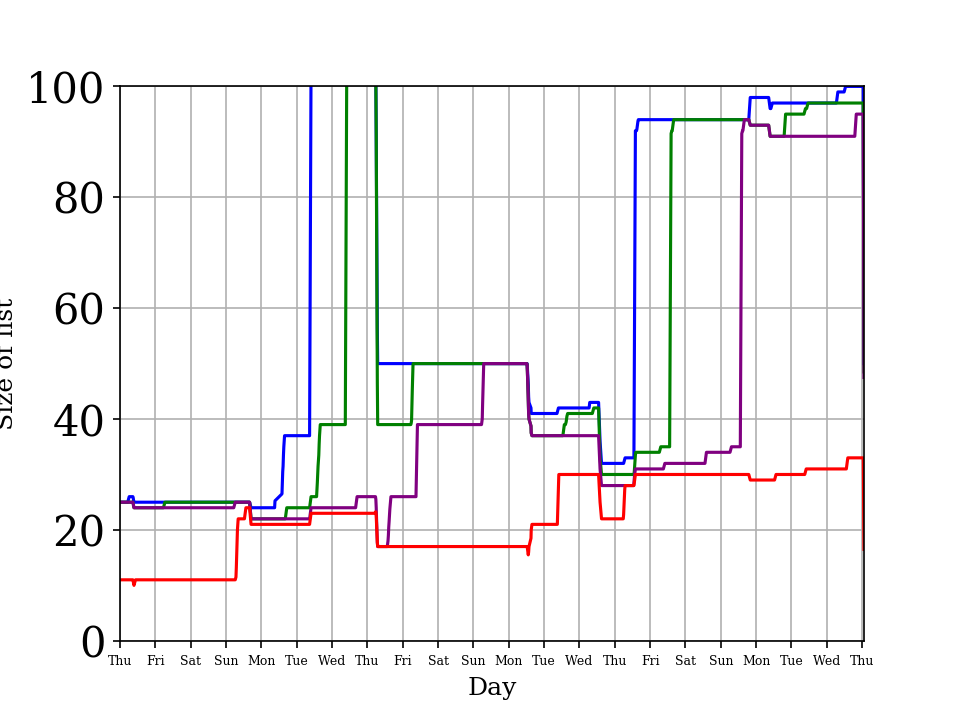 100
80
60
40
20
0
Size of list
Thu Fri Sat Sun Mon Tue Wed Thu Fri Sat Sun Mon Tue Wed Thu Fri Sat Sun Mon Tue Wed Thu
Day